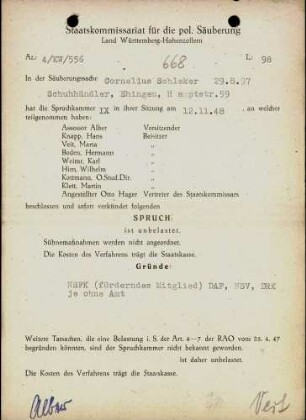 Staatskommissariat für die pol. Säuberung
Land Württemberg-Hohenzollern
Az: 4/XII/556 668 L 98
In der Säuberungssache Cornelius Schleker 29.8.97
Schuhhändler, Ehingen, Hauptstr.59
hat die Spruchkammer IX in ihrer Sitzung am 12.11.48 , an welcher
teilgenommen haben:
Assessor Alber Vorsitzender
Knapp, Hans Beisitzer
Veit, Maria "
Boden, Hermann "
Weime, Karl "
Hirn, Wilhelm "
Kottmann, O.Stud.Dir. "
Klett, Martin "
Angestellter Otto Hager Vertreter des Staatskommissars
beschlossen und sofort verkündet folgenden
SPRUCH:
ist unbelastet.
Sühnemaßnahmen werden nicht angeordnet.
Die Kosten des Verfahrens trägt die Staatskasse.
Gründe:
NSFK (förderndes Mitglied) DAF, NSV, DRK
je ohne Amt
Weitere Tatsachen, die eine Belastung i. S. der Art. 4–7 der RAO vom 25. 4. 47
begründen könnten, sind der Spruchkammer nicht bekannt geworden.
ist daher unbelastet.
Die Kosten des Verfahrens trägt die Staatskasse.
Alber